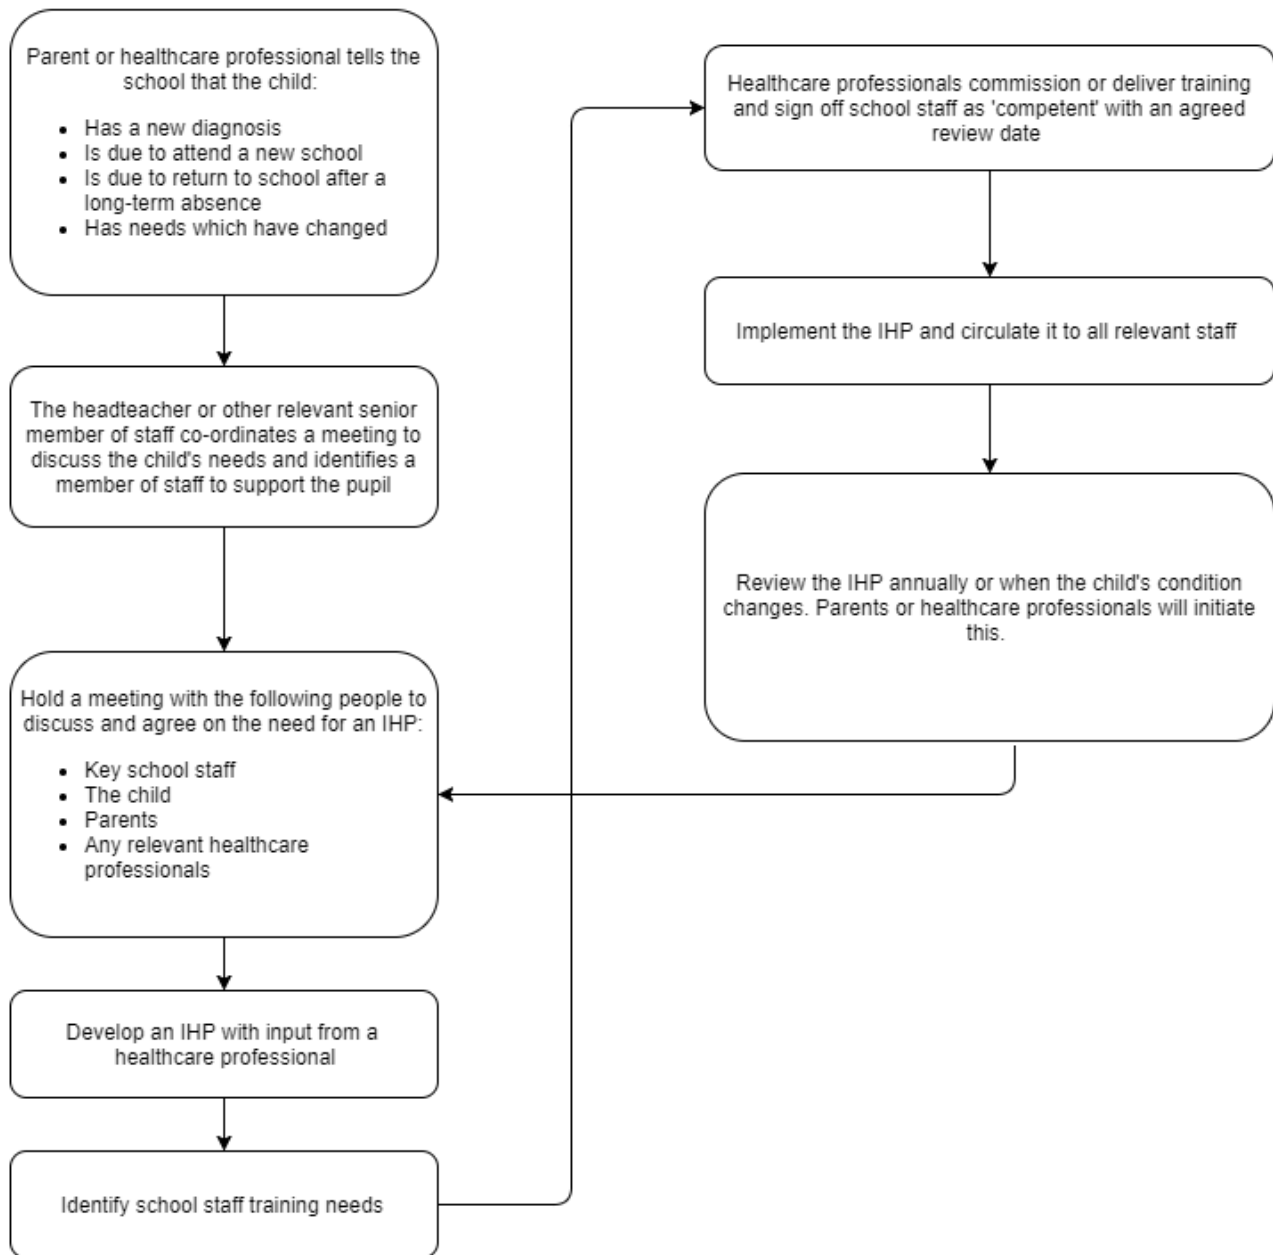 Parent or healthcare professional tells the
school that the child:
• Has a new diagnosis
• Is due to attend a new school
• Is due to return to school after a
long-term absence
• Has needs which have changed
The headteacher or other relevant senior
member of staff co-ordinates a meeting to
discuss the child's needs and identifies a
member of staff to support the pupil
Hold a meeting with the following people to
discuss and agree on the need for an IHP:
• Key school staff
• The child
• Parents
• Any relevant healthcare
professionals
Develop an IHP with input from a
healthcare professional
Identify school staff training needs
Healthcare professionals commission or deliver training
and sign off school staff as 'competent' with an agreed
review date
Implement the IHP and circulate it to all relevant staff
Review the IHP annually or when the child's condition
changes. Parents or healthcare professionals will initiate
this.